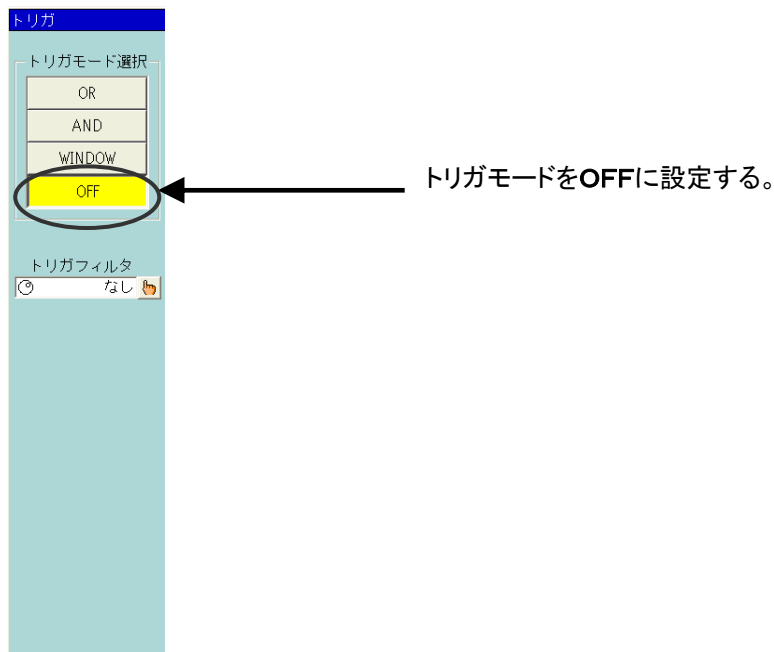 トリガ
トリガモード選択
OR
AND
WINDOW
OFF
トリガモードをOFFに設定する。
トリガフィルタ
なし